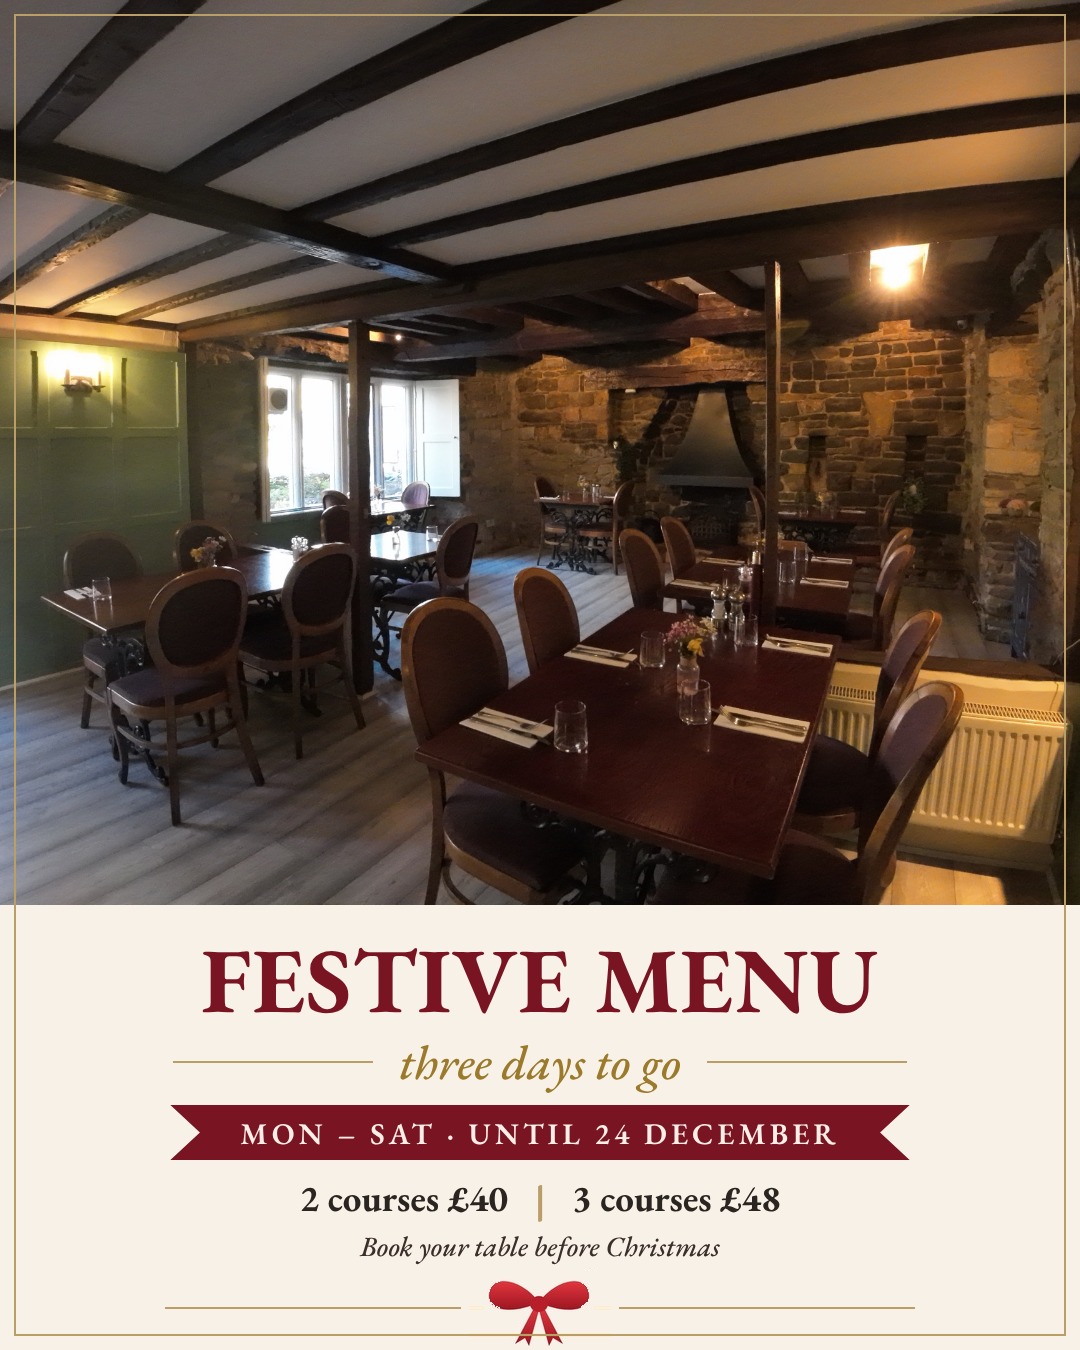 FESTIVE MENU
three days to go
MON – SAT · UNTIL 24 DECEMBER
2 courses £40 | 3 courses £48
Book your table before Christmas